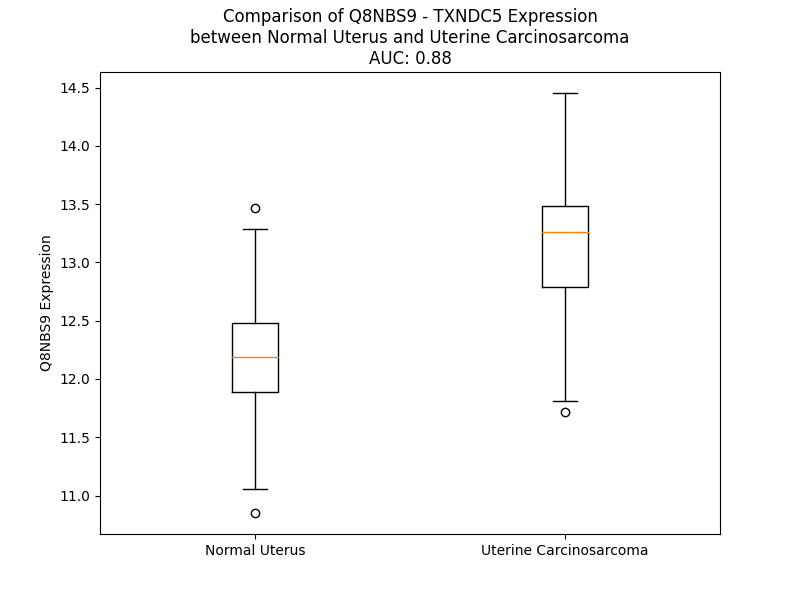 Comparison of Q8NBS9 - TXNDC5 Expression
between Normal Uterus and Uterine Carcinosarcoma
AUC: 0.88
14.5
14.0
13.5
13.0
12.5
12.0
11.5
11.0
Q8NBS9 Expression
Normal Uterus
Uterine Carcinosarcoma